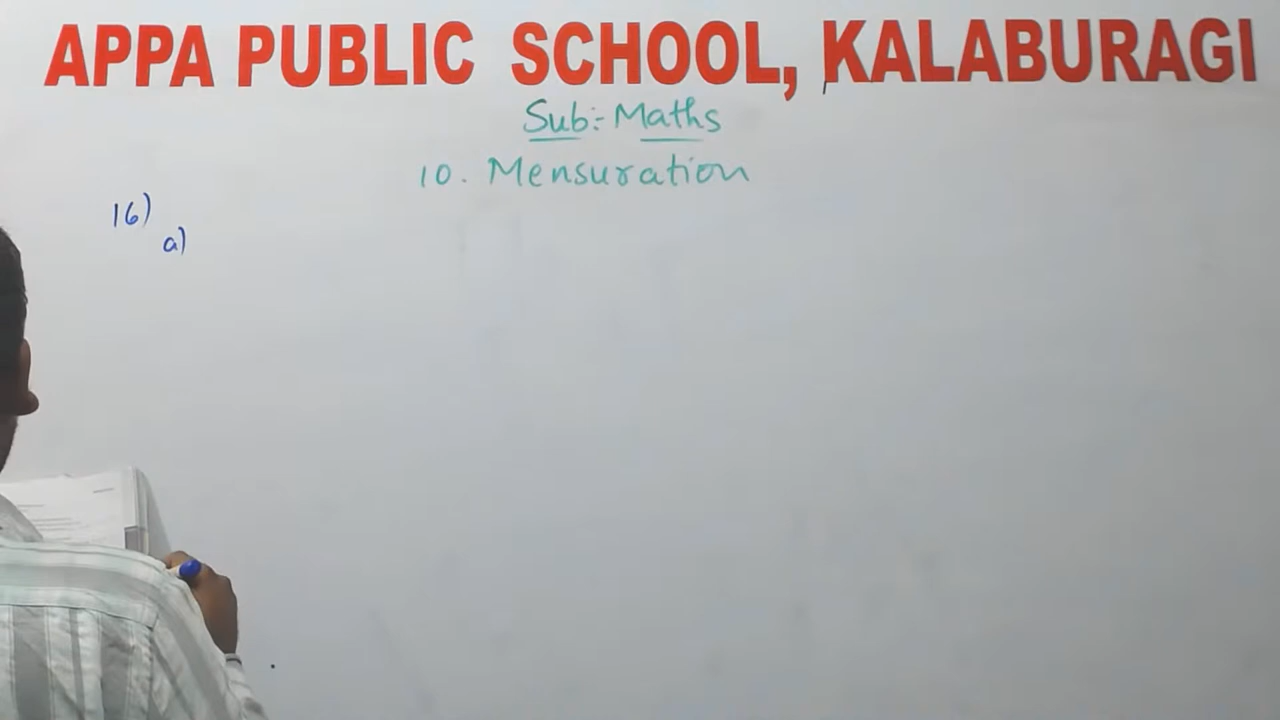 APPA PUBLIC SCHOOL, KALABURAGI
Sub:- Maths
10. Mensuration
16)
a)